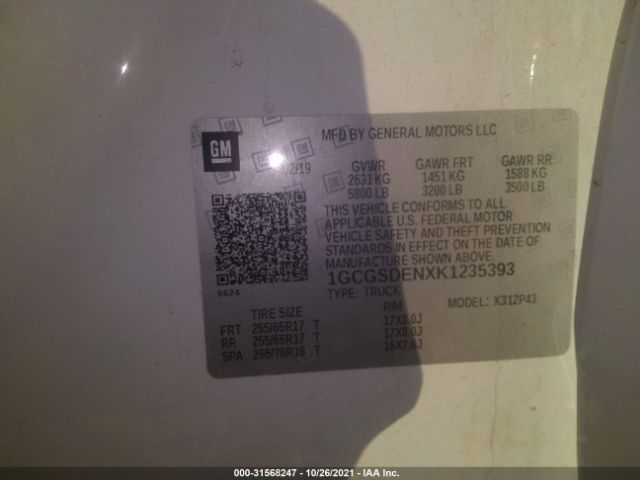 MFD BY GENERAL MOTORS LLC
GM
02/19
GVWR GAWR FRT GAWR RR
2631 KG 1451 KG 1588 KG
5800 LB 3200 LB 3500 LB
THIS VEHICLE CONFORMS TO ALL
APPLICABLE U.S. FEDERAL MOTOR
VEHICLE SAFETY AND THEFT PREVENTION
STANDARDS IN EFFECT ON THE DATE OF
MANUFACTURE SHOWN ABOVE.
1GCGSDENXK1235393
6624
TYPE: TRUCK MODEL: X312P43
TIRE SIZE RIM
FRT 255/65R17 T 17X8.0J
RR 255/65R17 T 17X8.0J
SPA 265/70R16 T 16X7.0J
000-31568247 - 10/26/2021 - IAA Inc.